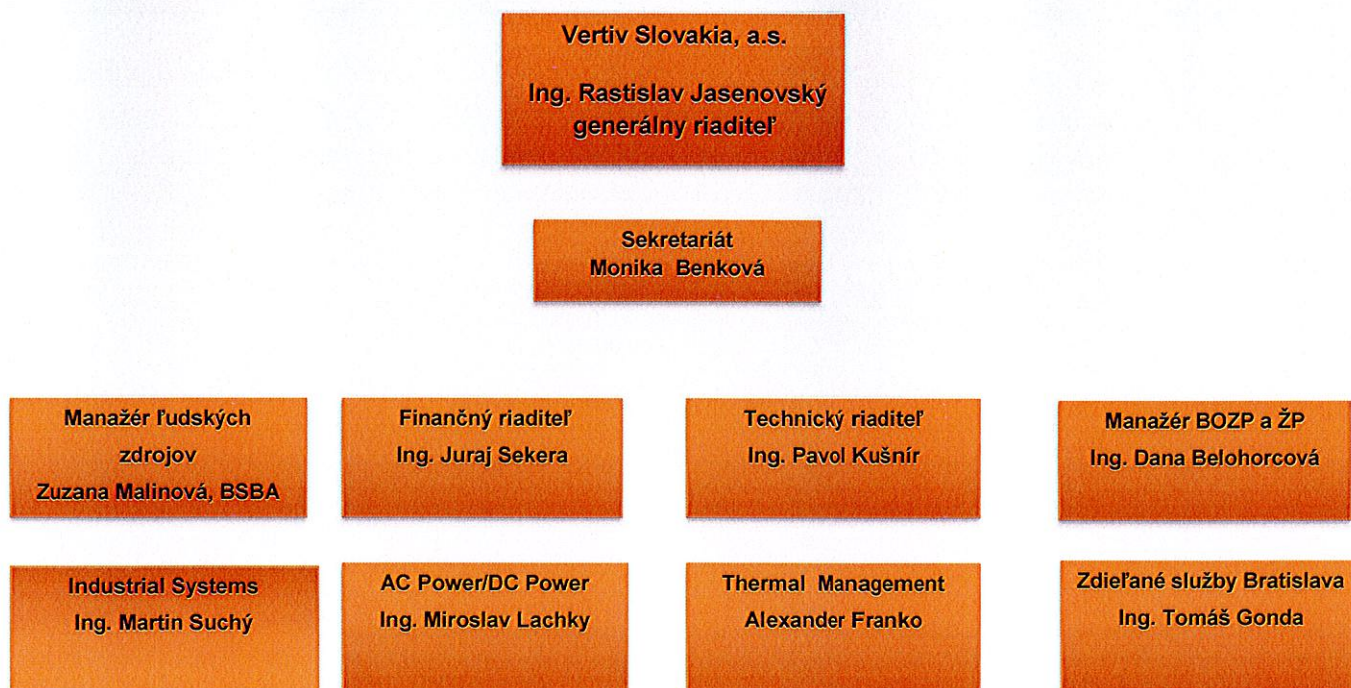 Vertiv Slovakia, a.s.
Ing. Rastislav Jasenovský
generálny riaditeľ
Sekretariát
Monika Benková
Manažér ľudských
zdrojov
Zuzana Malinová, BSBA
Finančný riaditeľ
Ing. Juraj Sekera
Technický riaditeľ
Ing. Pavol Kušnír
Manažér BOZP a ŽP
Ing. Dana Belohorcová
Industrial Systems
Ing. Martin Suchý
AC Power/DC Power
Ing. Miroslav Lachky
Thermal Management
Alexander Franko
Zdieľané služby Bratislava
Ing. Tomáš Gonda